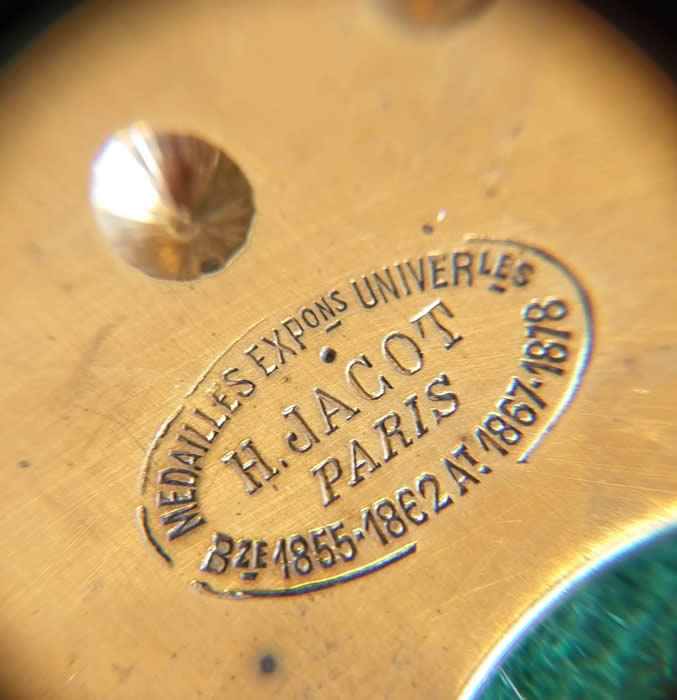 MEDAILLES EXPONS UNIVERLES
H. JACOT
PARIS
BZE 1855-1862 AT. 1867-1878